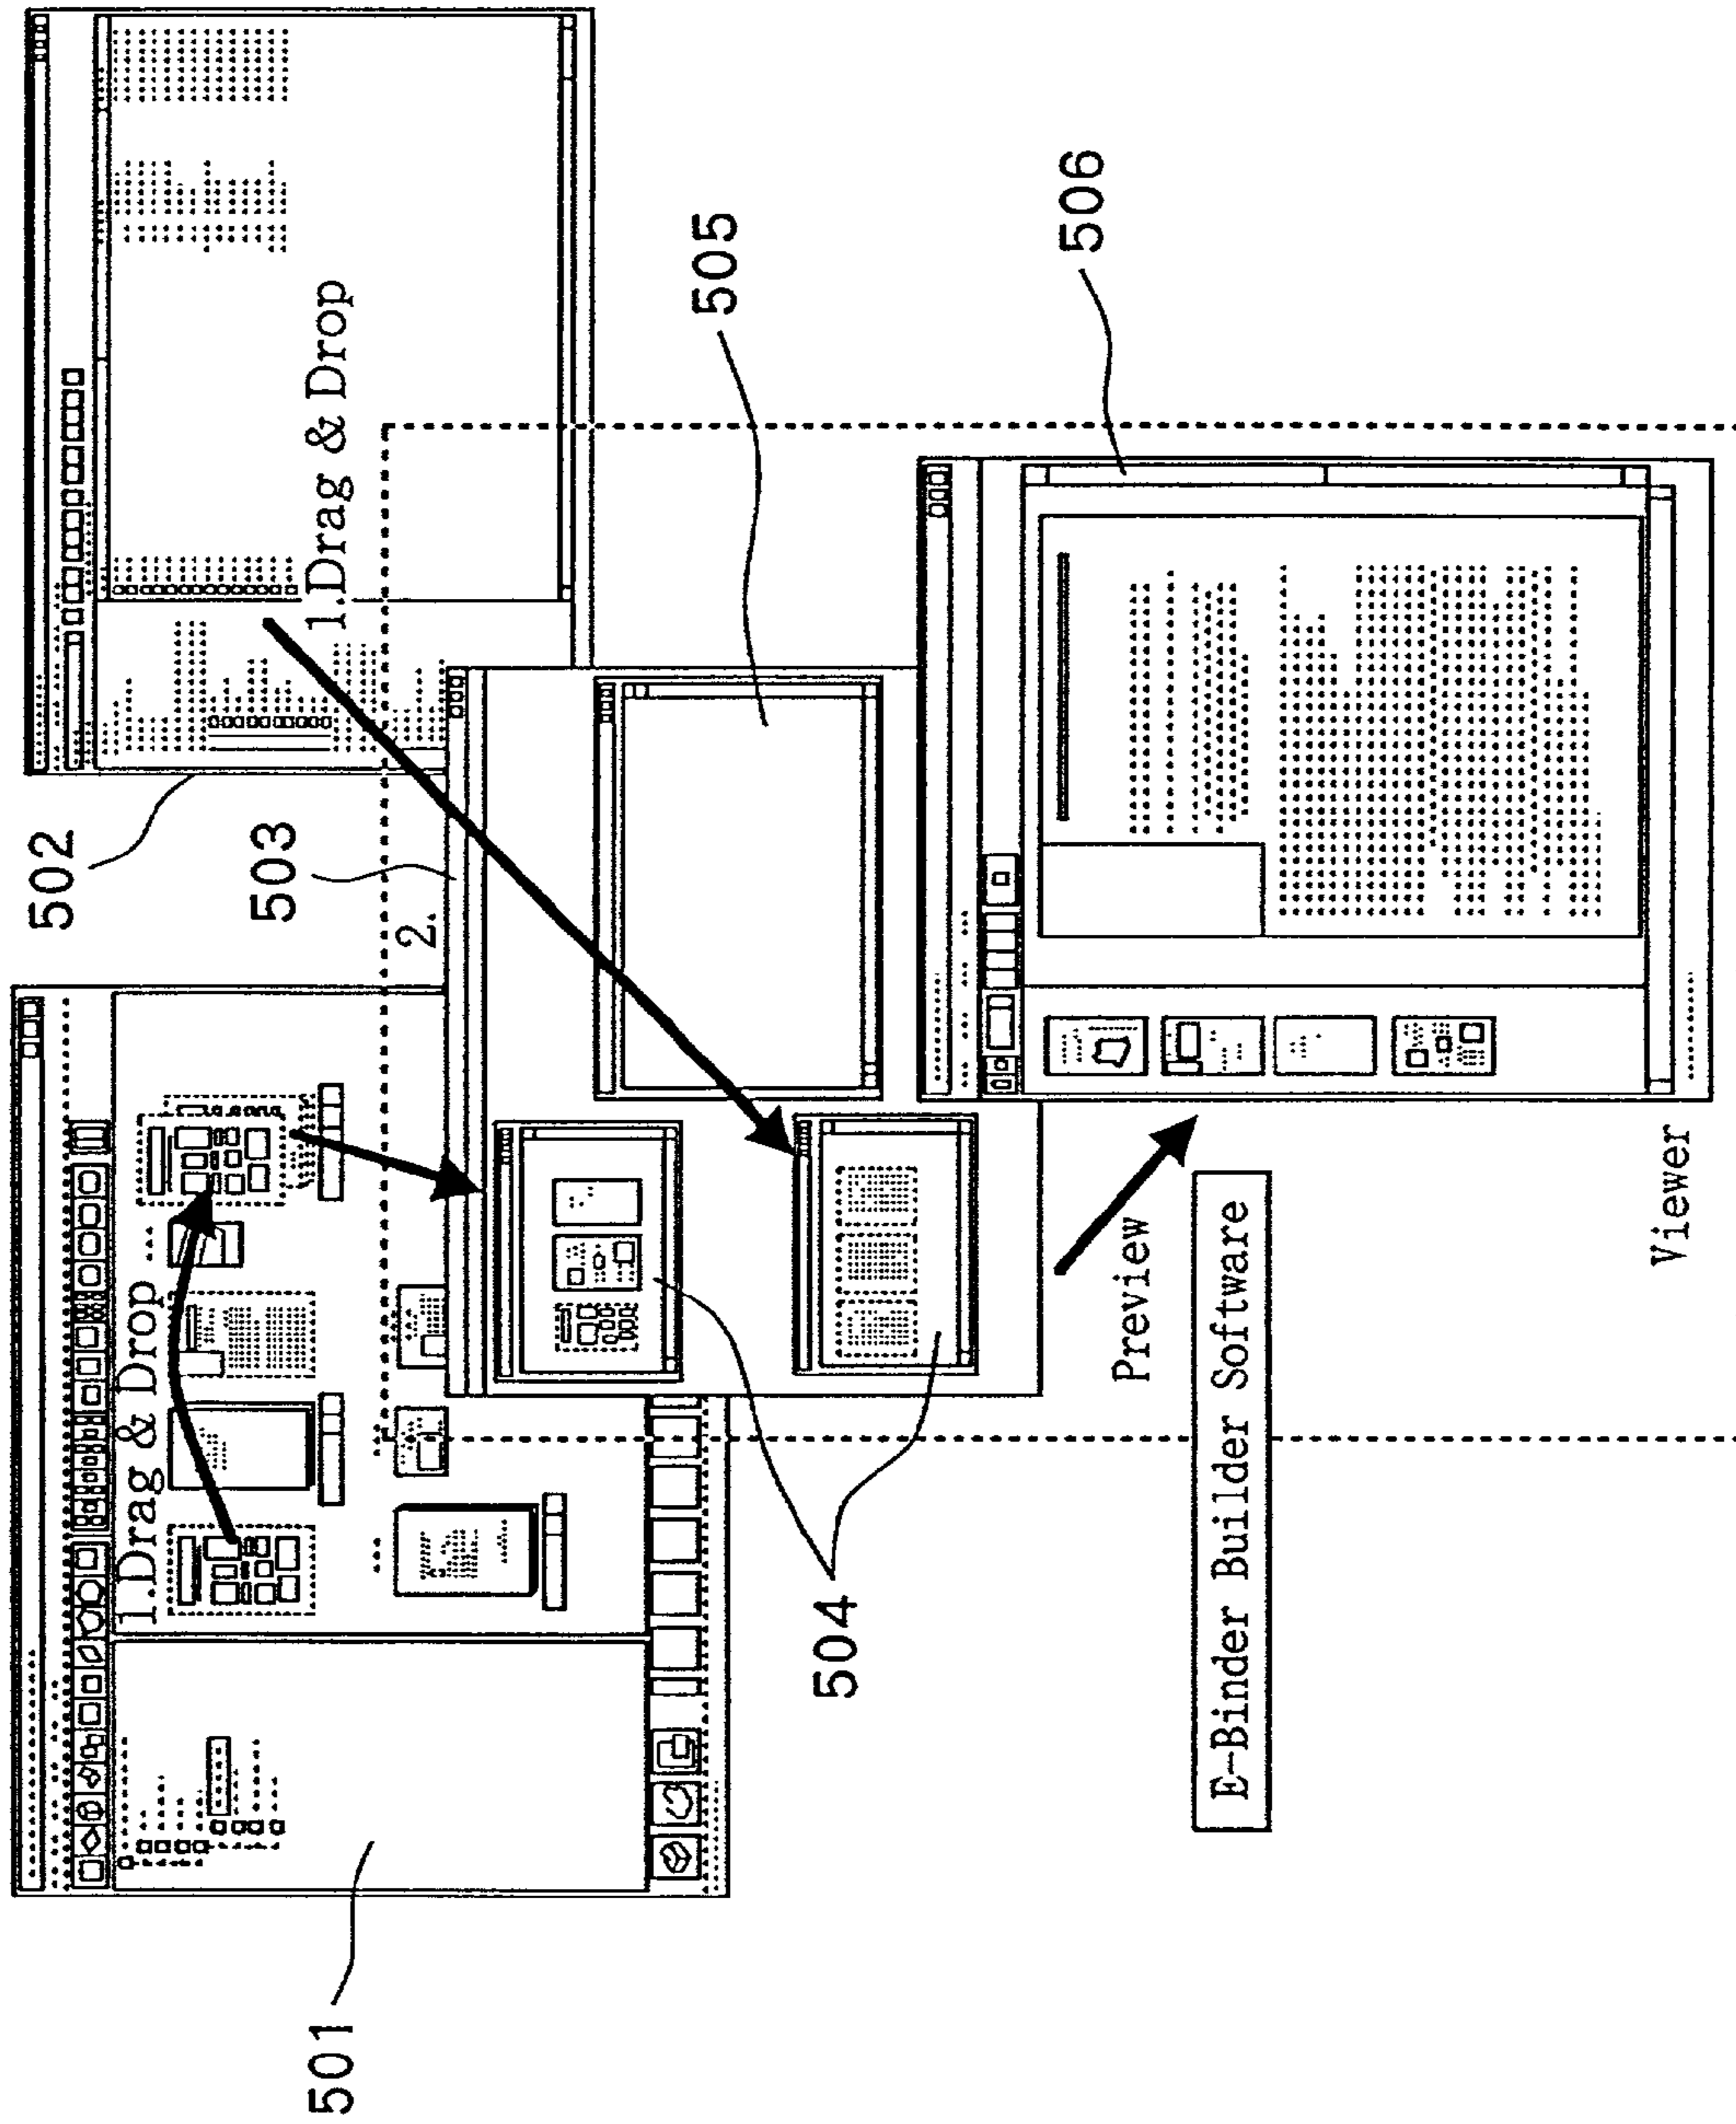 502
501
1.Drag & Drop
1.Drag & Drop
503
2.
505
504
506
Preview
E-Binder Builder Software
Viewer